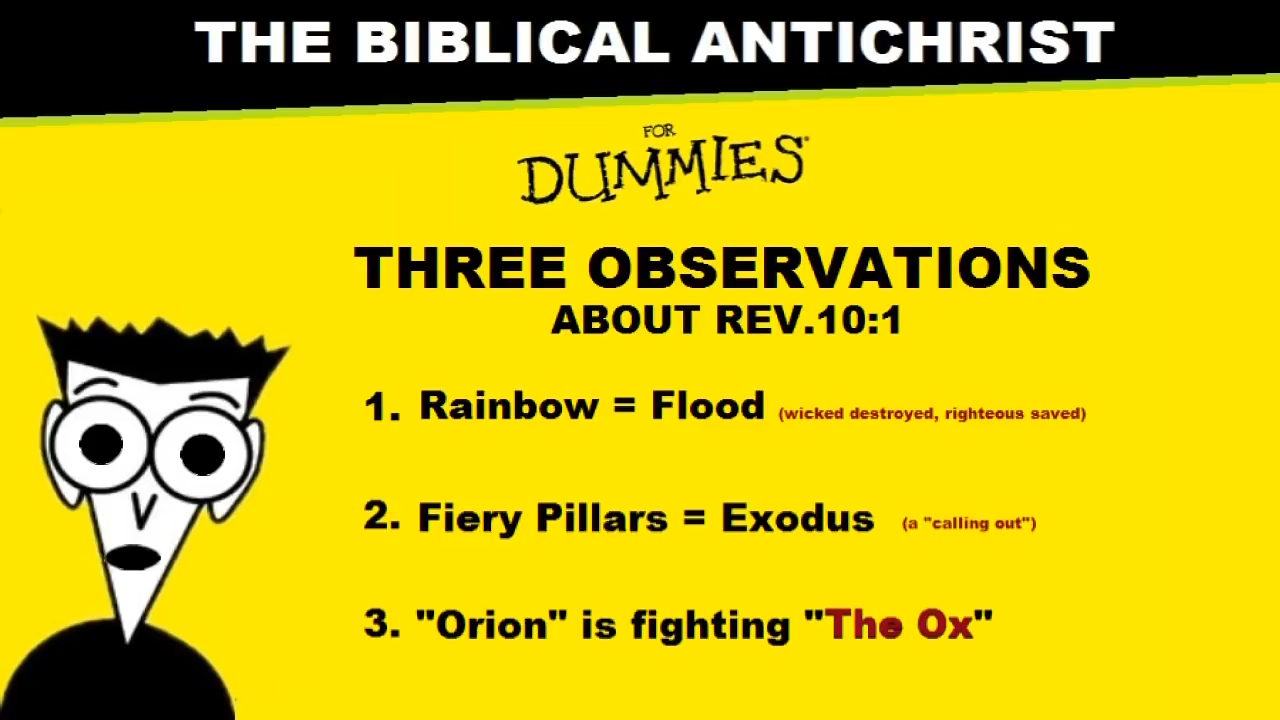 THE BIBLICAL ANTICHRIST
FOR
DUMMIES®
THREE OBSERVATIONS
ABOUT REV.10:1
1. Rainbow = Flood (wicked destroyed, righteous saved)
2. Fiery Pillars = Exodus (a "calling out")
3. "Orion" is fighting "The Ox"